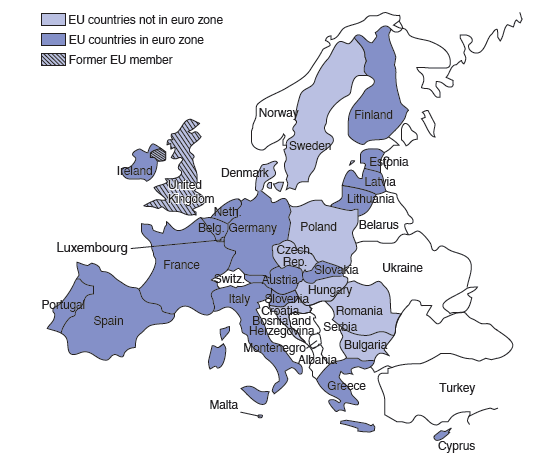 EU countries not in euro zone
EU countries in euro zone
Former EU member
Norway
Finland
Sweden
Estonia
Denmark
Latvia
Lithuania
Ireland
United
Kingdom
Neth.
Belg.
Germany
Poland
Belarus
Luxembourg
Czech
Rep.
Ukraine
France
Slovakia
Switz.
Austria
Hungary
Portugal
Spain
Italy
Slovenia
Croatia
Romania
Bosnia and
Herzegovina
Serbia
Montenegro
Bulgaria
Albania
Greece
Turkey
Malta
Cyprus